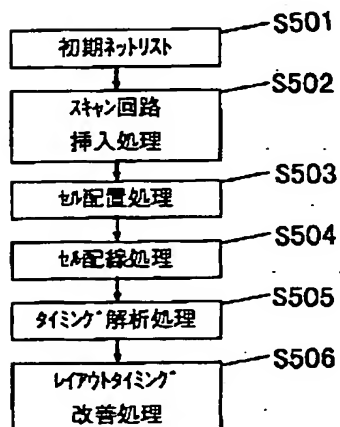 初期ネットリスト S501
スキャン回路 S502
挿入処理
セル配置処理 S503
セル配線処理 S504
タイミング解析処理 S505
レイアウトタイミング S506
改善処理